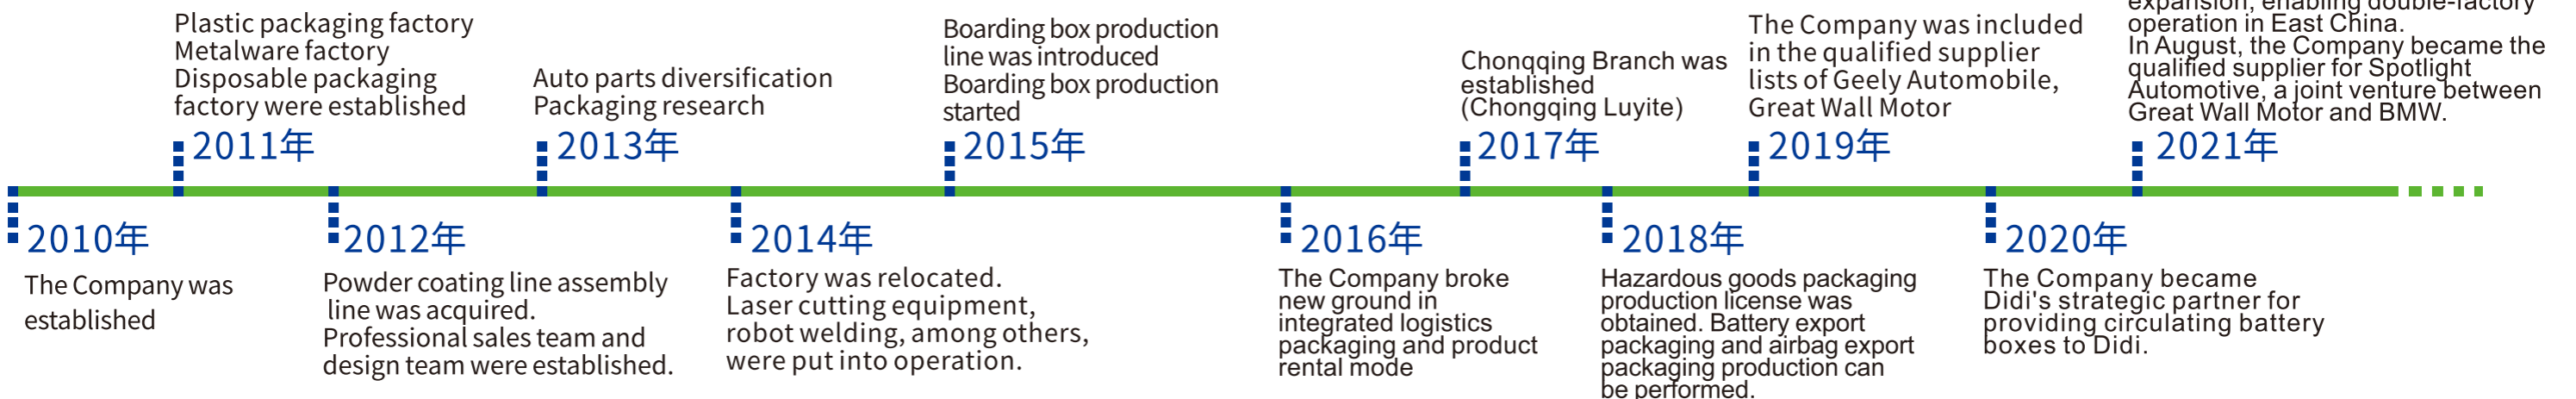 Plastic packaging factory
Metalware factory
Disposable packaging
factory were established
2011年
Auto parts diversification
Packaging research
2013年
Boarding box production
line was introduced
Boarding box production
started
2015年
Chonqqing Branch was
established
(Chongqing Luyite)
2017年
The Company was included
in the qualified supplier
lists of Geely Automobile,
Great Wall Motor
2019年
expansion, enabling double-factory
operation in East China.
In August, the Company became the
qualified supplier for Spotlight
Automotive, a joint venture between
Great Wall Motor and BMW.
2021年
2010年
The Company was
established
2012年
Powder coating line assembly
line was acquired.
Professional sales team and
design team were established.
2014年
Factory was relocated.
Laser cutting equipment,
robot welding, among others,
were put into operation.
2016年
The Company broke
new ground in
integrated logistics
packaging and product
rental mode
2018年
Hazardous goods packaging
production license was
obtained. Battery export
packaging and airbag export
packaging production can
be performed.
2020年
The Company became
Didi's strategic partner for
providing circulating battery
boxes to Didi.